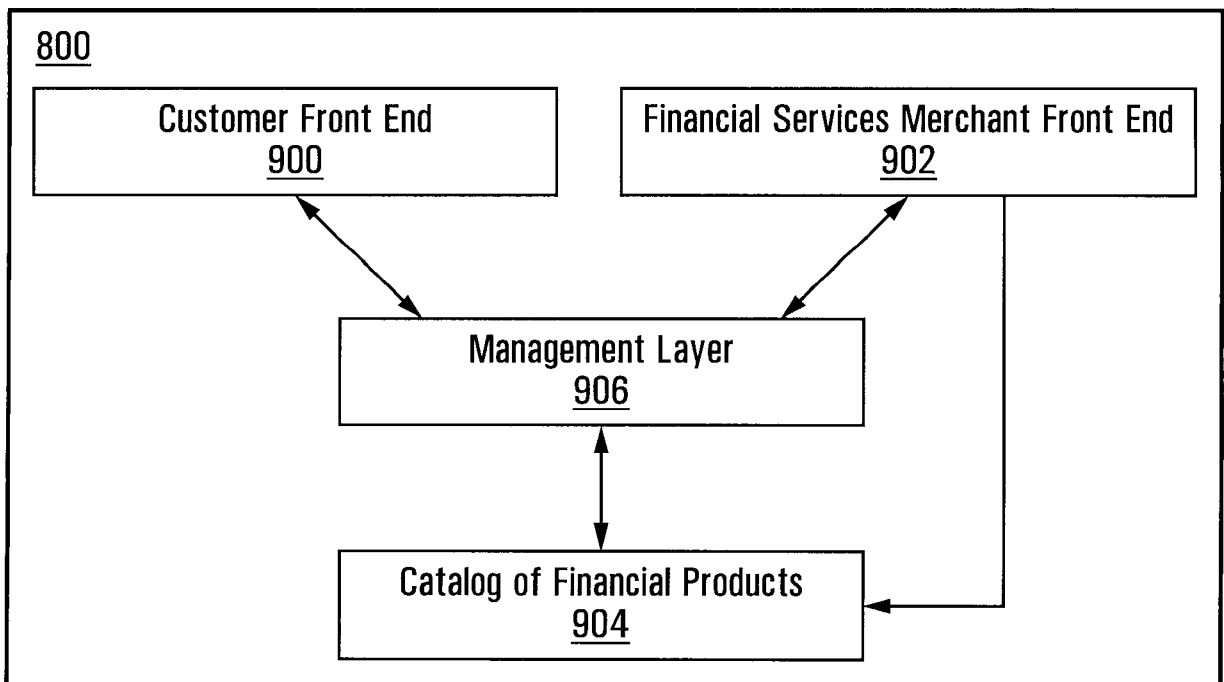 800
Customer Front End
900
Financial Services Merchant Front End
902
Management Layer
906
Catalog of Financial Products
904